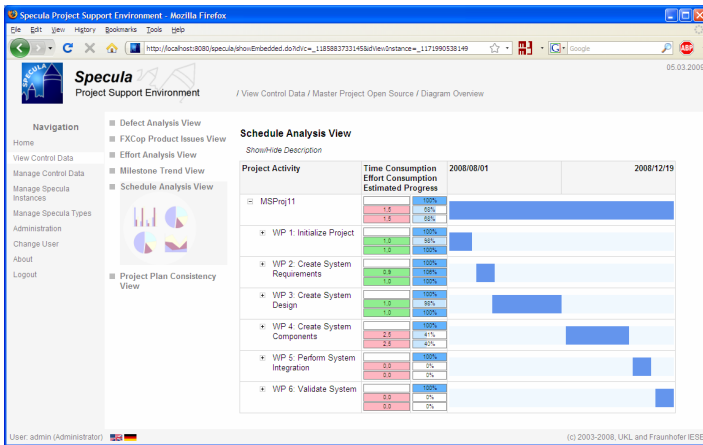 Specula Project Support Environment - Mozilla Firefox
File Edit View History Bookmarks Tools Help
http://localhost:8080/specula/showEmbedded.do?dVc=_1185883733145&dViewInstance=_1171990538149
Google
ABP
05.03.2009
SPECULA
Specula
Project Support Environment
/ View Control Data / Master Project Open Source / Diagram Overview
Navigation
Home
View Control Data
Manage Control Data
Manage Specula Instances
Manage Specula Types
Administration
Change User
About
Logout
Defect Analysis View
FXCop Product Issues View
Effort Analysis View
Milestone Trend View
Schedule Analysis View
Project Plan Consistency View
Schedule Analysis View
Show/Hide Description
Project Activity
Time Consumption
Effort Consumption
Estimated Progress
2008/08/01
2008/12/19
MSProj11
100%
1,5 68%
1,5 68%
WP 1: Initialize Project
100%
1,0 98%
1,0 100%
WP 2: Create System Requirements
100%
0,9 106%
1,0 100%
WP 3: Create System Design
100%
1,0 98%
1,0 100%
WP 4: Create System Components
100%
2,5 41%
2,5 40%
WP 5: Perform System Integration
100%
0,0 0%
0,0 0%
WP 6: Validate System
100%
0,0 0%
0,0 0%
User: admin (Administrator)
(c) 2003-2008, UKL and Fraunhofer IESE